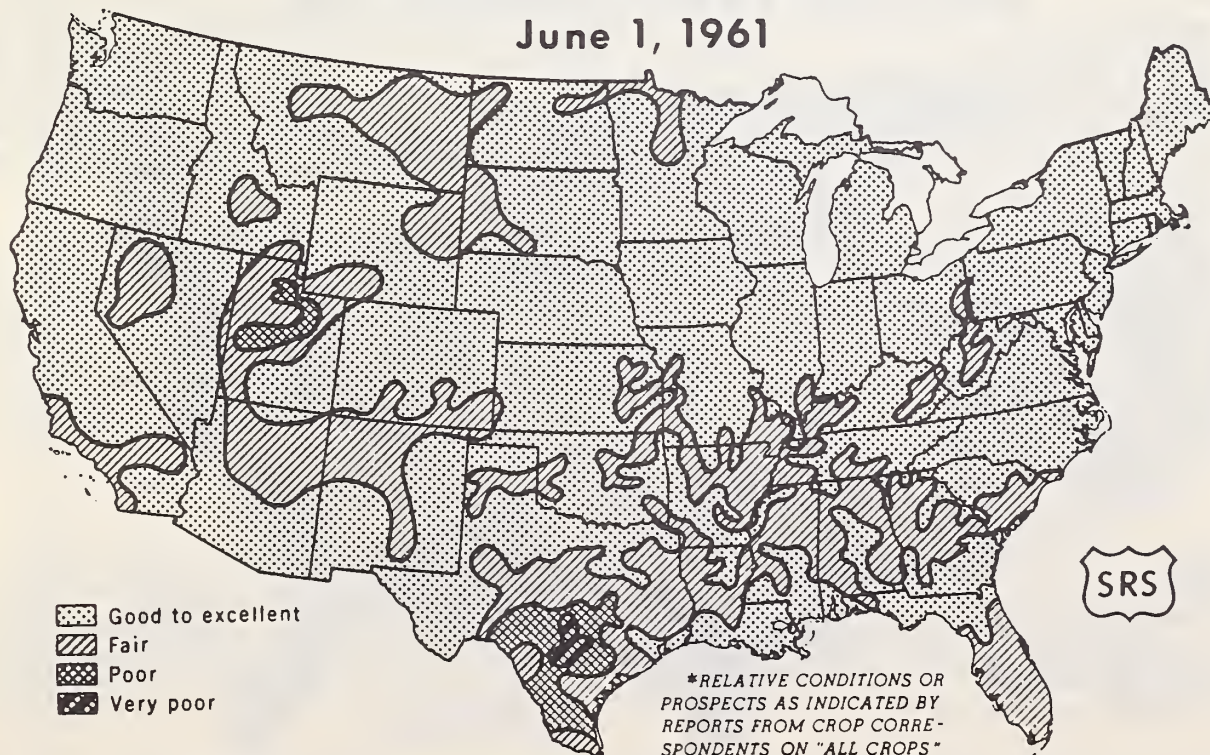 June 1, 1961
SRS
Good to excellent
Fair
Poor
Very poor
*RELATIVE CONDITIONS OR
PROSPECTS AS INDICATED BY
REPORTS FROM CROP CORRE-
SPONDENTS ON "ALL CROPS"